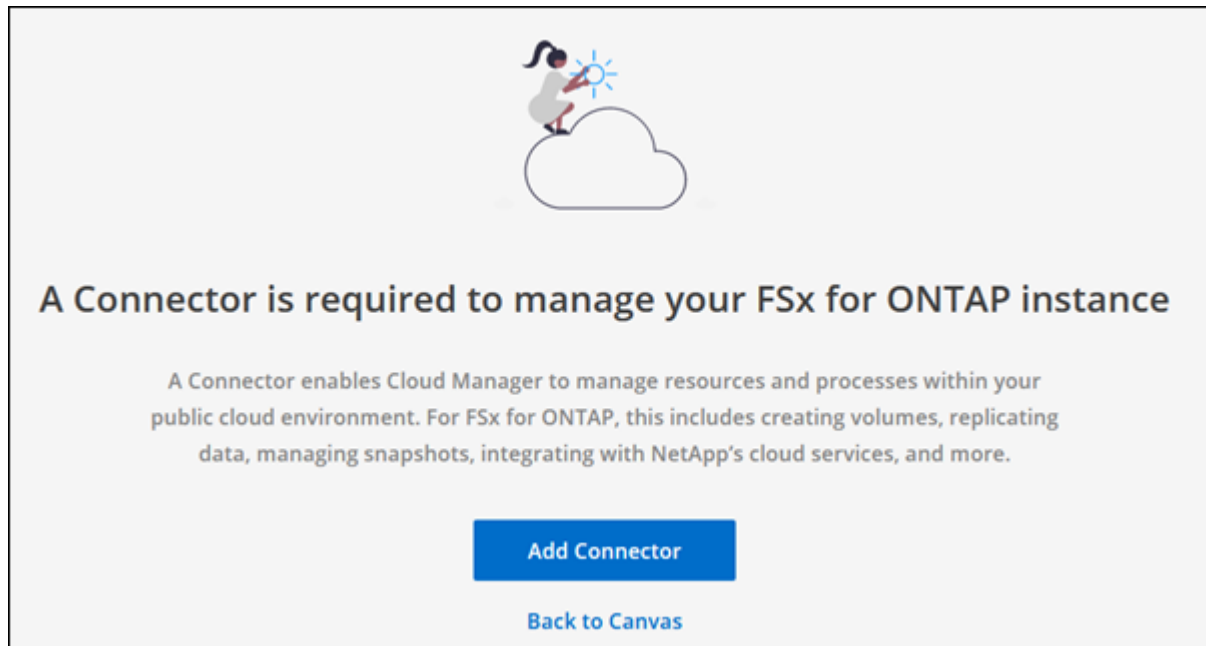 A Connector is required to manage your FSx for ONTAP instance
A Connector enables Cloud Manager to manage resources and processes within your
public cloud environment. For FSx for ONTAP, this includes creating volumes, replicating
data, managing snapshots, integrating with NetApp's cloud services, and more.
Add Connector
Back to Canvas